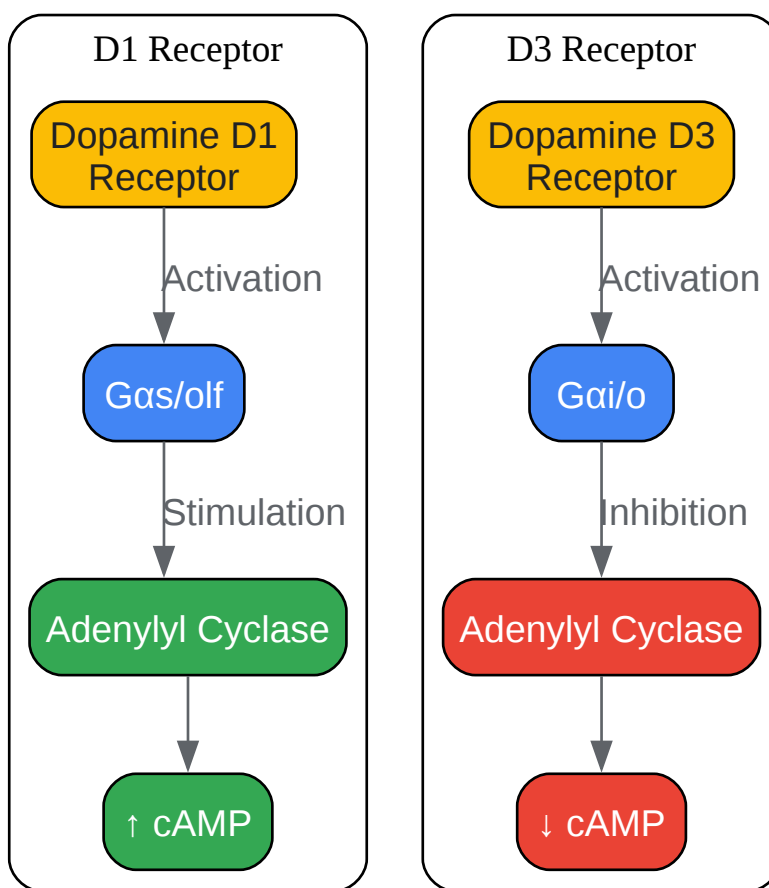 D1 Receptor
Dopamine D1
Receptor
Activation
Gαs/olf
Stimulation
Adenylyl Cyclase
↑ cAMP
D3 Receptor
Dopamine D3
Receptor
Activation
Gαi/o
Inhibition
Adenylyl Cyclase
↓ cAMP